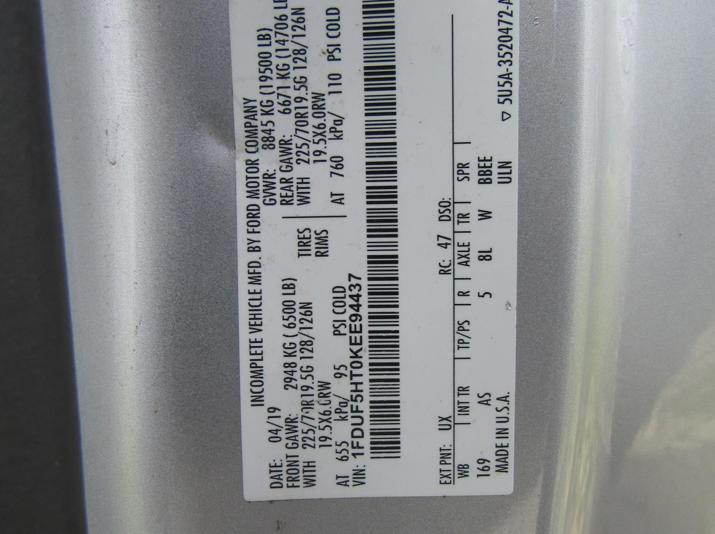 INCOMPLETE VEHICLE MFD. BY FORD MOTOR COMPANY
DATE: 04/19 GVWR: 8845 KG (19500 LB)
FRONT GAWR: 2948 KG ( 6500 LB) REAR GAWR: 6671 KG (14706 LB
WITH 225/70R19.5G 128/126N TIRES WITH 225/70R19.5G 128/126N
19.5X6.0RW RIMS 19.5X6.0RW
AT 655 kPa/ 95 PSI COLD AT 760 kPa/ 110 PSI COLD
VIN: 1FDUF5HT0KEE94437
EXT PNT: UX RC: 47 DSO:
WB INT TR TP/PS R AXLE TR SPR
169 AS 5 8L W BBEE
MADE IN U.S.A. ULN ▽ 5U5A-3520472-A